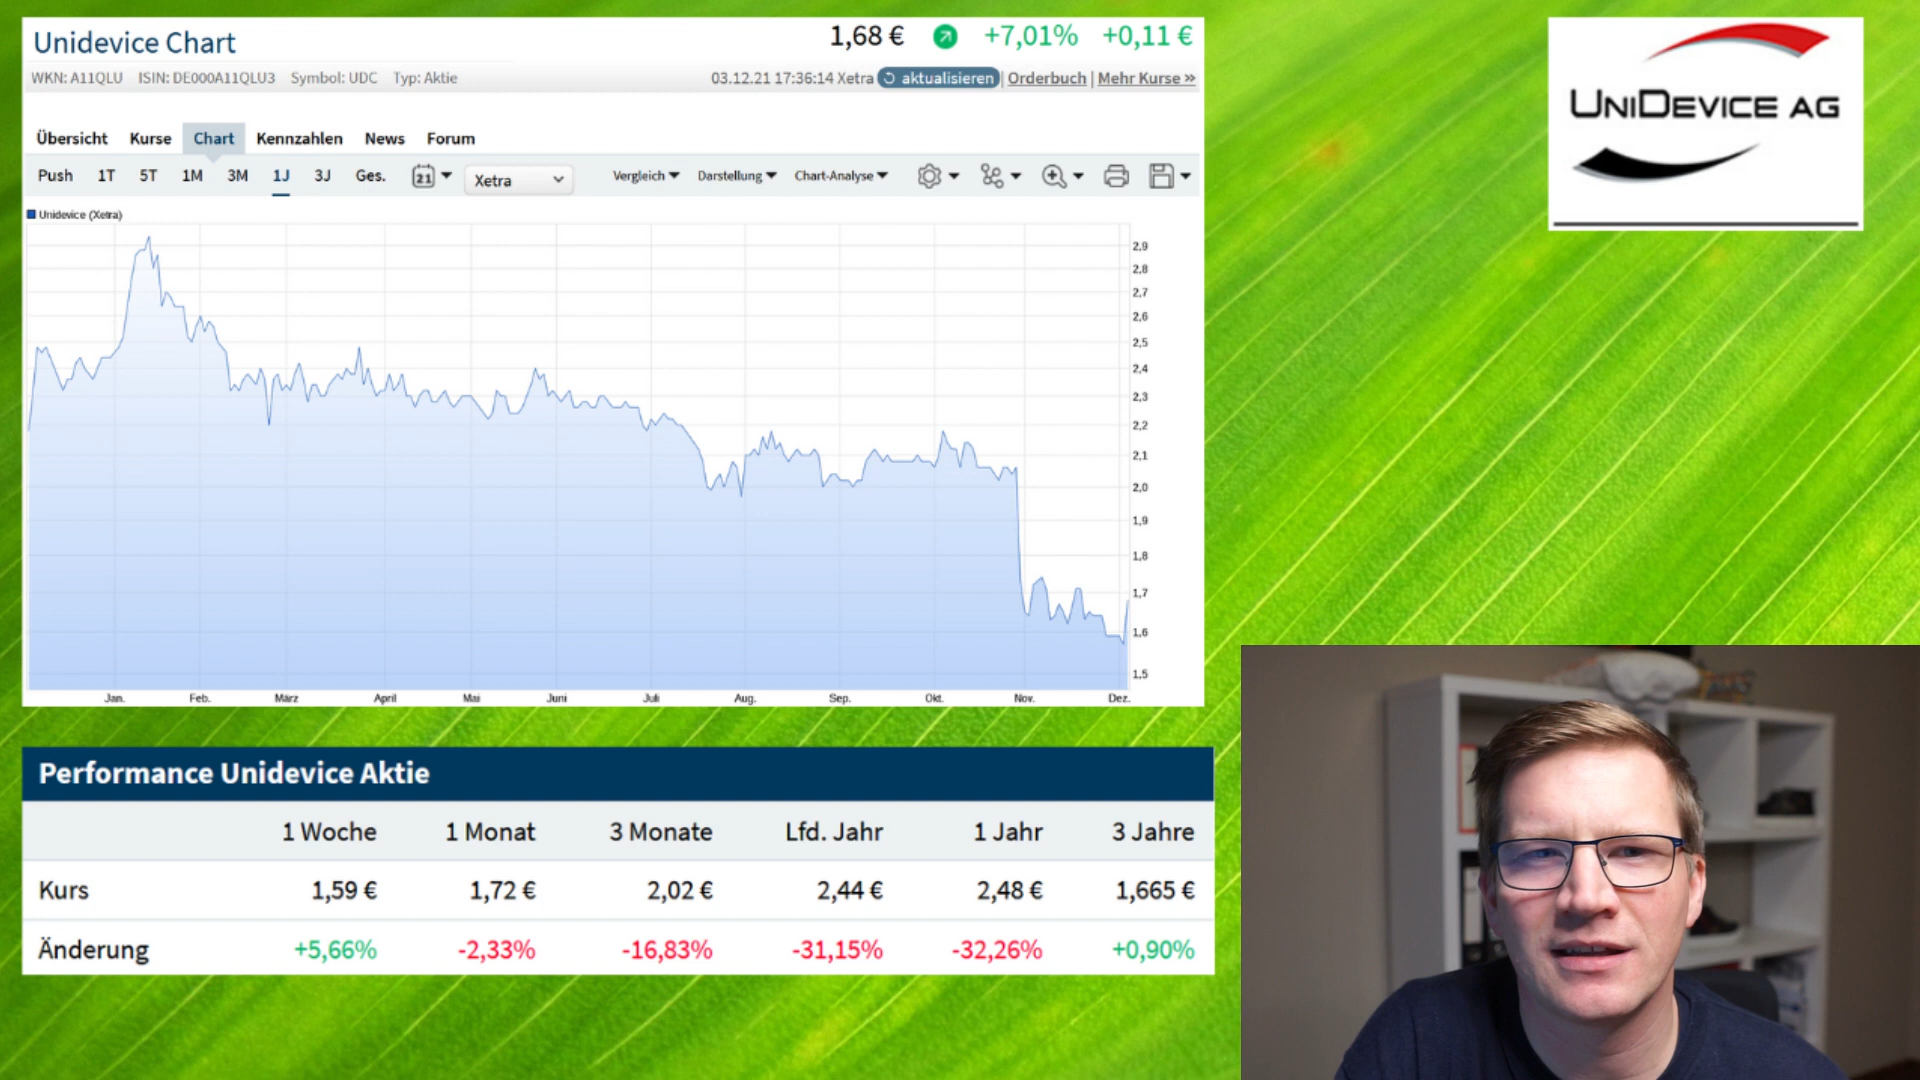 Unidevice Chart
1,68 € +7,01% +0,11 €
WKN: A11QLU ISIN: DE000A11QLU3 Symbol: UDC Typ: Aktie
03.12.21 17:36:14 Xetra aktualisieren | Orderbuch | Mehr Kurse »
Übersicht Kurse Chart Kennzahlen News Forum
Push 1T 5T 1M 3M 1J 3J Ges. 21 Xetra Vergleich Darstellung Chart-Analyse
Unidevice (Xetra)
2,9
2,8
2,7
2,6
2,5
2,4
2,3
2,2
2,1
2,0
1,9
1,8
1,7
1,6
1,5
Jan. Feb. März April Mai Juni Juli Aug. Sep. Okt. Nov. Dez.
UNIDEVICE AG
Performance Unidevice Aktie
1 Woche 1 Monat 3 Monate Lfd. Jahr 1 Jahr 3 Jahre
Kurs 1,59 € 1,72 € 2,02 € 2,44 € 2,48 € 1,665 €
Änderung +5,66% -2,33% -16,83% -31,15% -32,26% +0,90%